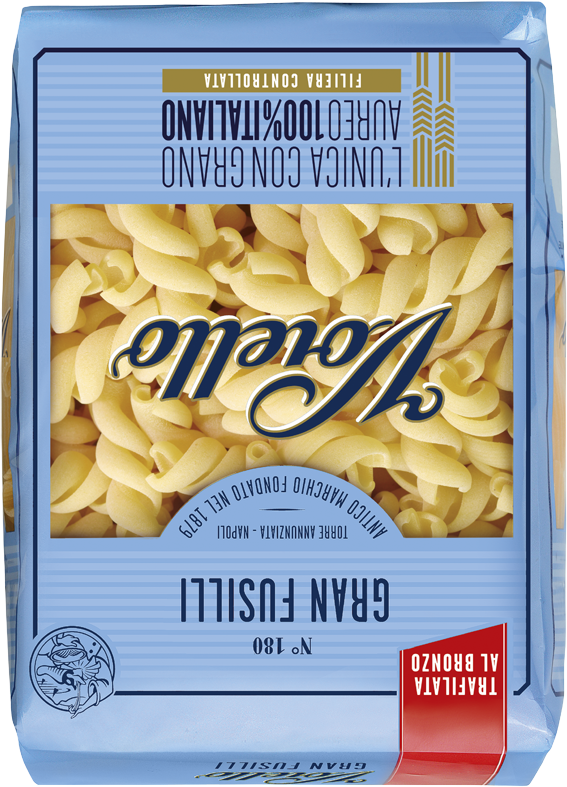 Voiello
GRAN FUSILLI
TRAFILATA
AL BRONZO
N° 180
GRAN FUSILLI
TORRE ANNUNZIATA - NAPOLI
ANTICO MARCHIO FONDATO NEL 1879
Voiello
L'UNICA CON GRANO
AUREO 100% ITALIANO
FILIERA CONTROLLATA